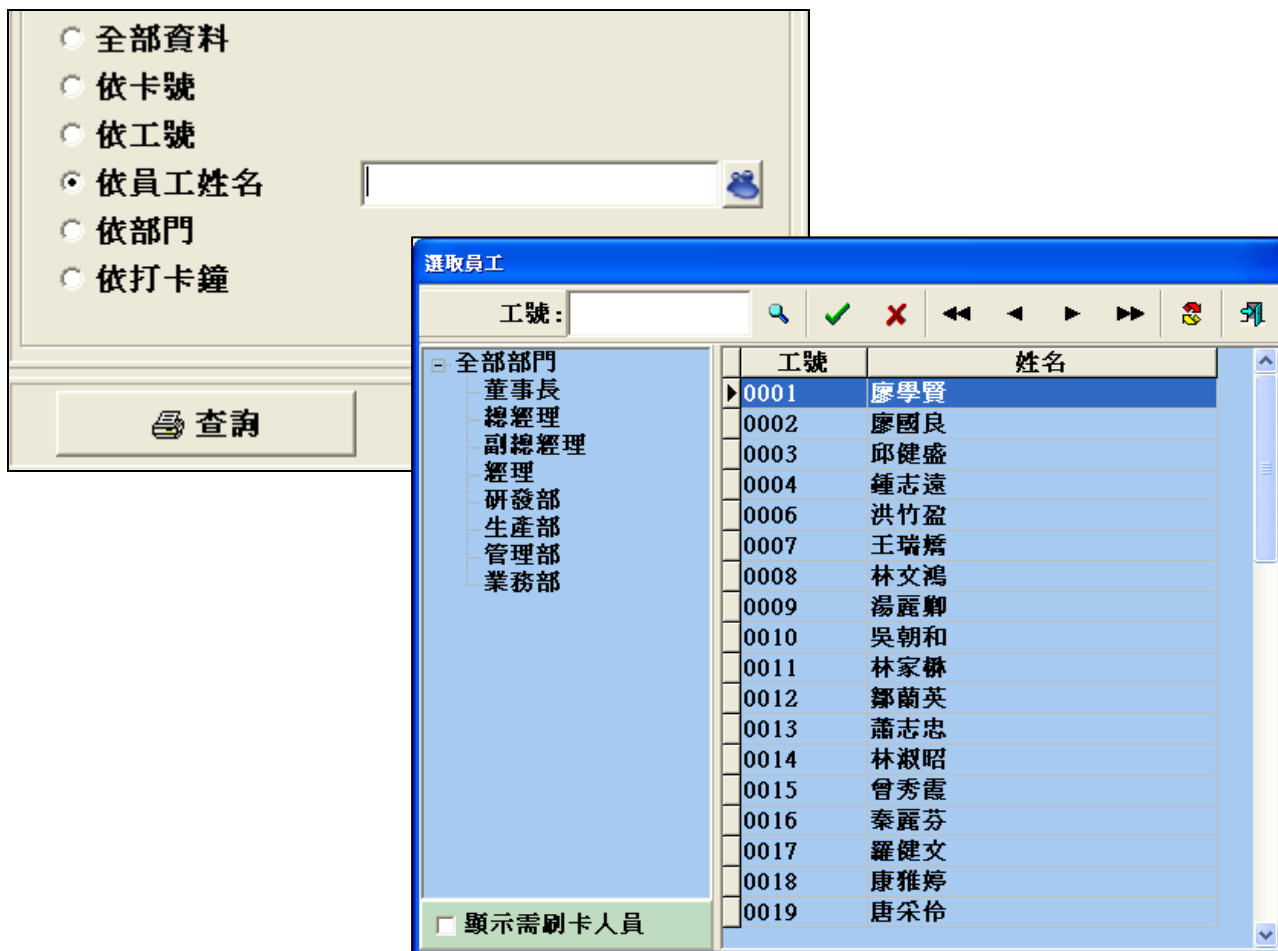 全部資料
依卡號
依工號
依員工姓名
依部門
依打卡鐘
查詢
選取員工
工號:
全部部門
董事長
總經理
副總經理
經理
研發部
生產部
管理部
業務部
顯示需刷卡人員
工號 姓名
0001 廖學賢
0002 廖國良
0003 邱健盛
0004 鍾志遠
0006 洪竹盈
0007 王瑞嬌
0008 林文鴻
0009 湯麗卿
0010 吳朝和
0011 林家
0012 鄒蘭英
0013 蕭志忠
0014 林淑昭
0015 曾秀霞
0016 秦麗芬
0017 羅健文
0018 康雅婷
0019 唐采伶